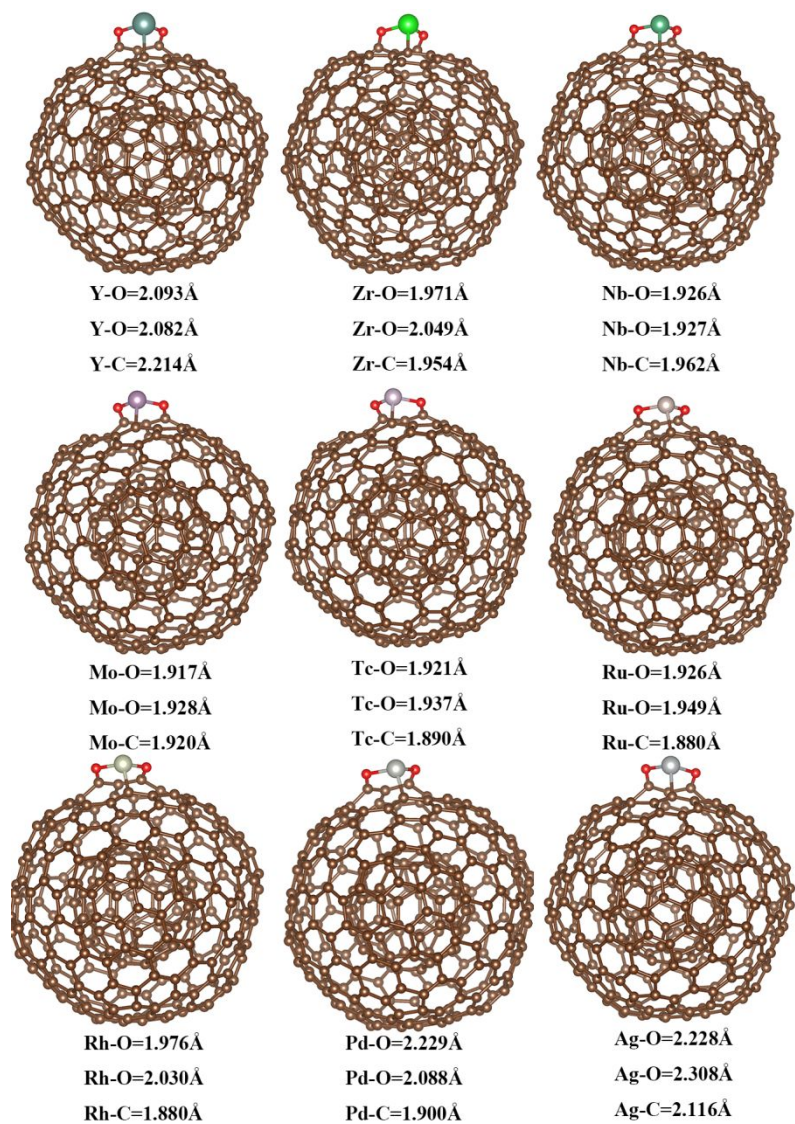 Y-O=2.093Å
Y-O=2.082Å
Y-C=2.214Å
Zr-O=1.971Å
Zr-O=2.049Å
Zr-C=1.954Å
Nb-O=1.926Å
Nb-O=1.927Å
Nb-C=1.962Å
Mo-O=1.917Å
Mo-O=1.928Å
Mo-C=1.920Å
Tc-O=1.921Å
Tc-O=1.937Å
Tc-C=1.890Å
Ru-O=1.926Å
Ru-O=1.949Å
Ru-C=1.880Å
Rh-O=1.976Å
Rh-O=2.030Å
Rh-C=1.880Å
Pd-O=2.229Å
Pd-O=2.088Å
Pd-C=1.900Å
Ag-O=2.228Å
Ag-O=2.308Å
Ag-C=2.116Å